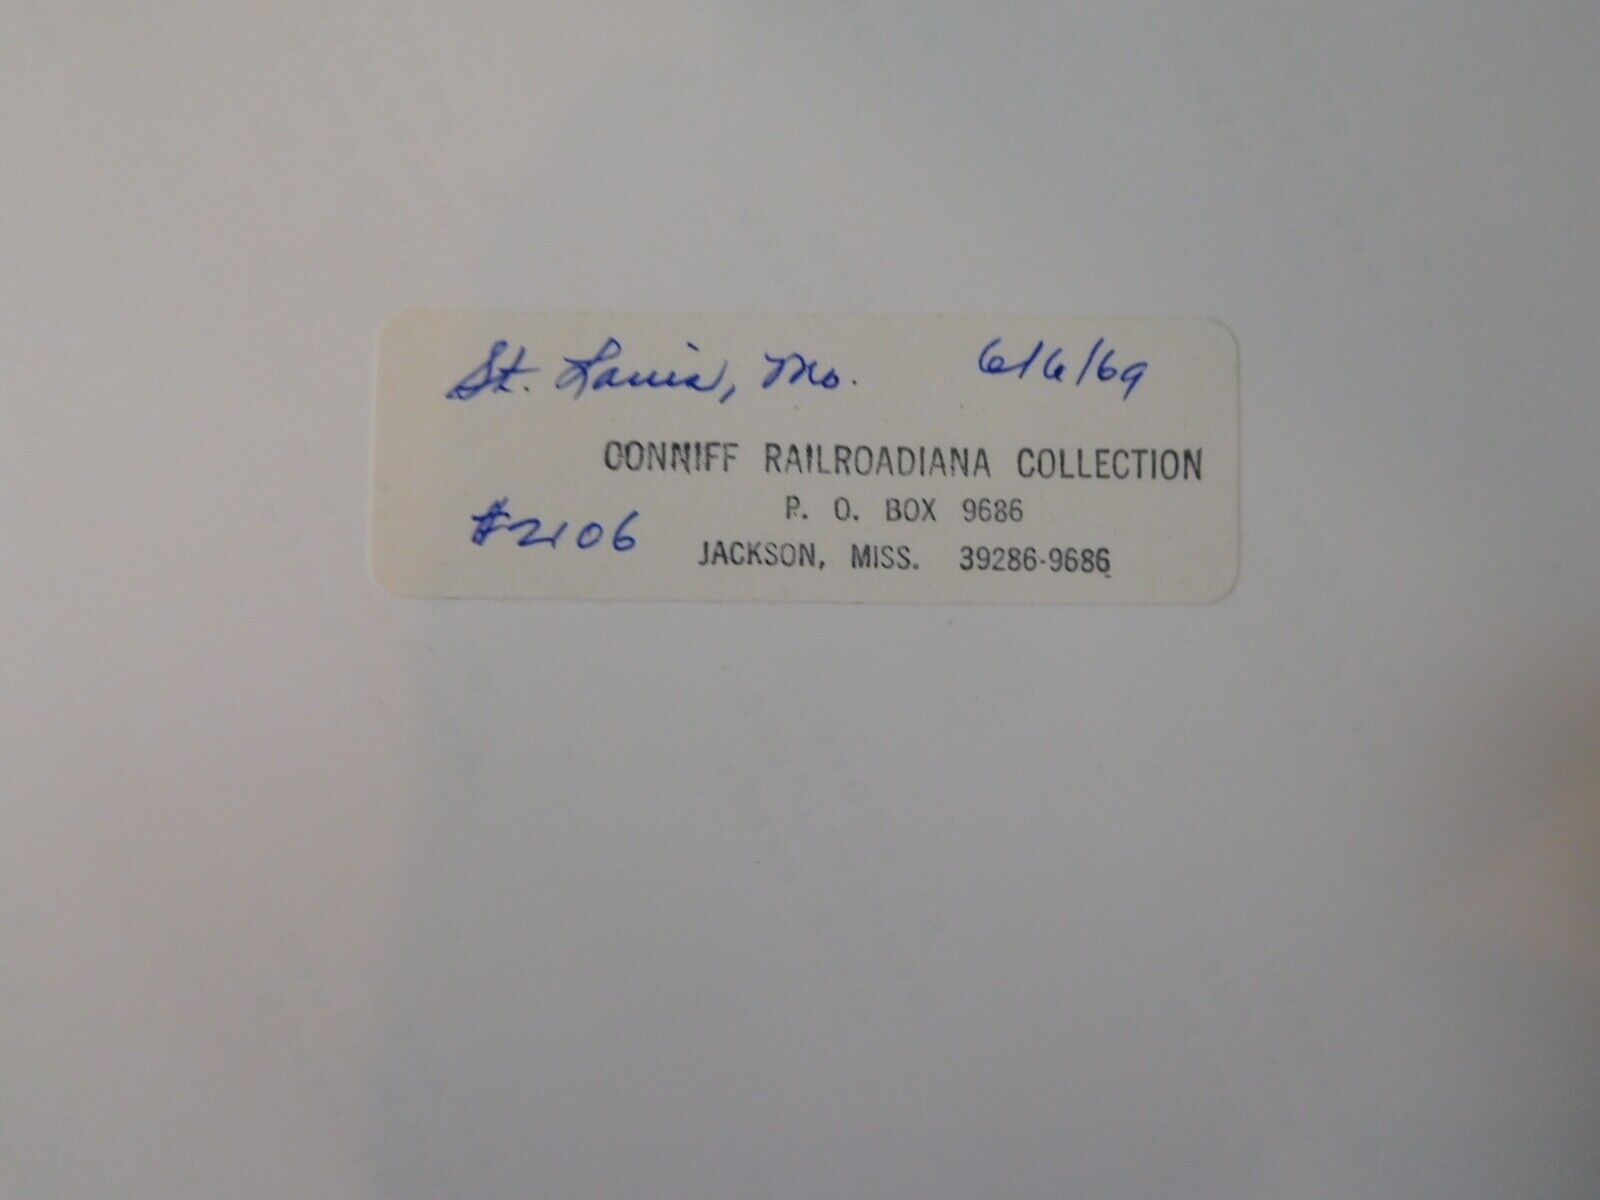 St. Louis, Mo. 6/6/69
CONNIFF RAILROADIANA COLLECTION
P. O. BOX 9686
#2106
JACKSON, MISS. 39286-9686